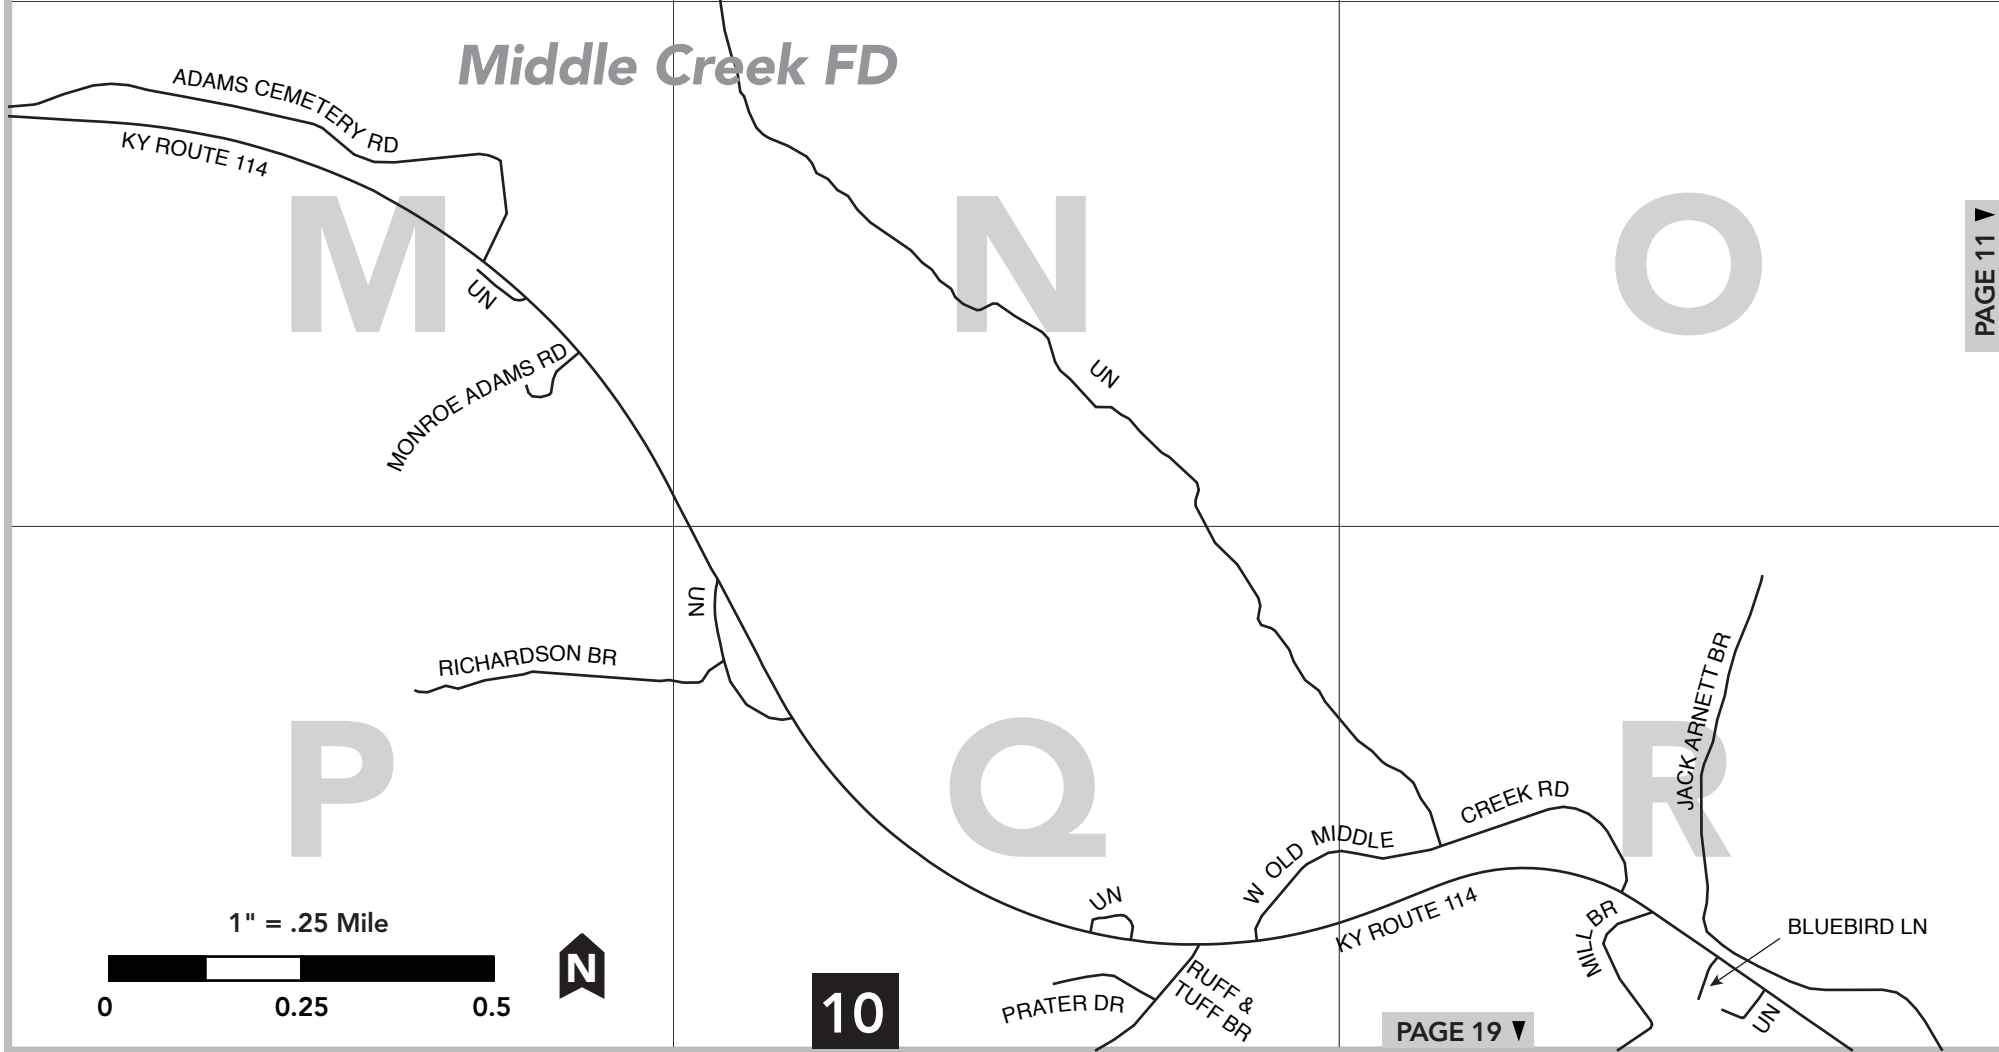 Middle Creek FD
ADAMS CEMETERY RD
KY ROUTE 114
M
N
O
PAGE 11
UN
MONROE ADAMS RD
UN
UN
RICHARDSON BR
JACK ARNETT BR
P
Q
R
W OLD MIDDLE CREEK RD
UN
KY ROUTE 114
MILL BR
BLUEBIRD LN
1" = .25 Mile
N
0 0.25 0.5
10
PRATER DR
RUFF &
TUFF BR
UN
PAGE 19